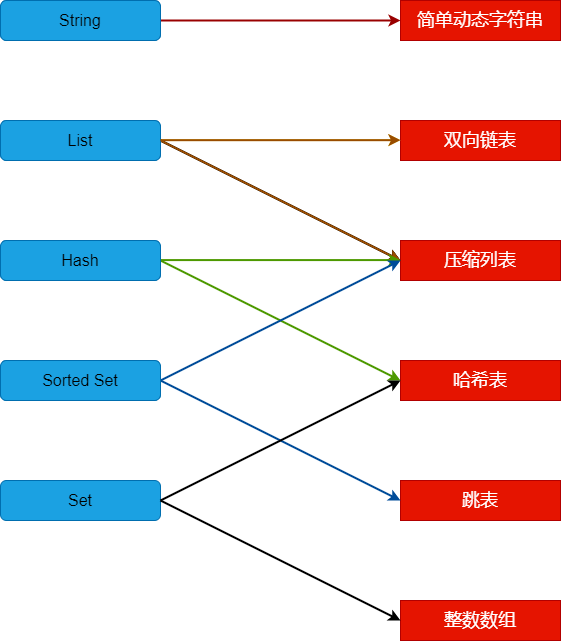 String
简单动态字符串
List
双向链表
Hash
压缩列表
Sorted Set
哈希表
Set
跳表
整数数组